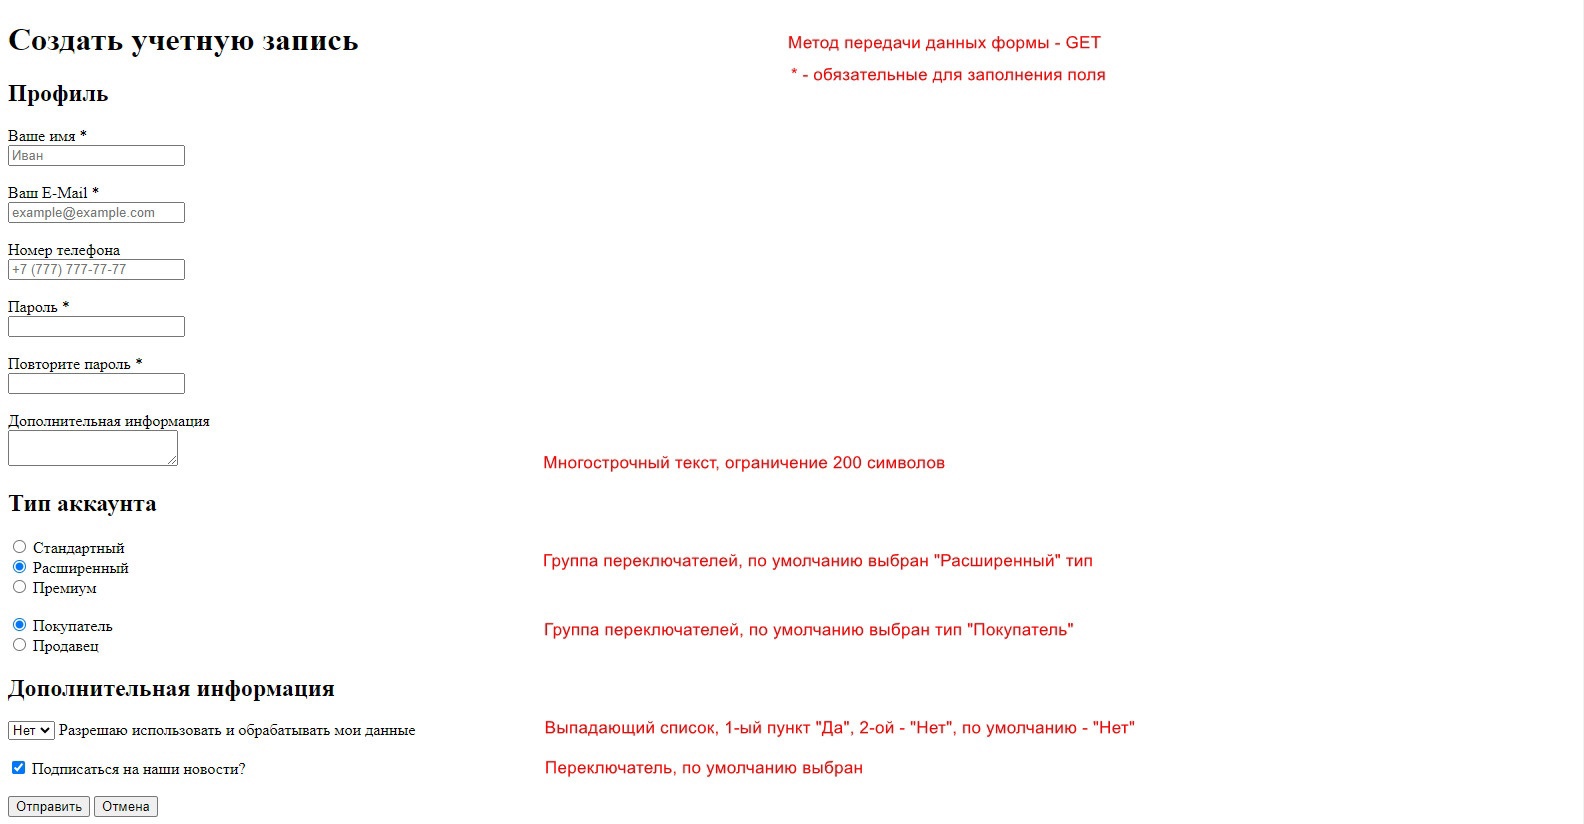 Создать учетную запись
Метод передачи данных формы - GET
* - обязательные для заполнения поля
Профиль
Ваше имя *
Иван
Ваш E-Mail *
example@example.com
Номер телефона
+7 (777) 777-77-77
Пароль *
Повторите пароль *
Дополнительная информация
Многострочный текст, ограничение 200 символов
Тип аккаунта
Стандартный
Расширенный
Премиум
Группа переключателей, по умолчанию выбран "Расширенный" тип
Покупатель
Продавец
Группа переключателей, по умолчанию выбран тип "Покупатель"
Дополнительная информация
Нет Разрешаю использовать и обрабатывать мои данные
Выпадающий список, 1-ый пункт "Да", 2-ой - "Нет", по умолчанию - "Нет"
Подписаться на наши новости?
Переключатель, по умолчанию выбран
Отправить Отмена